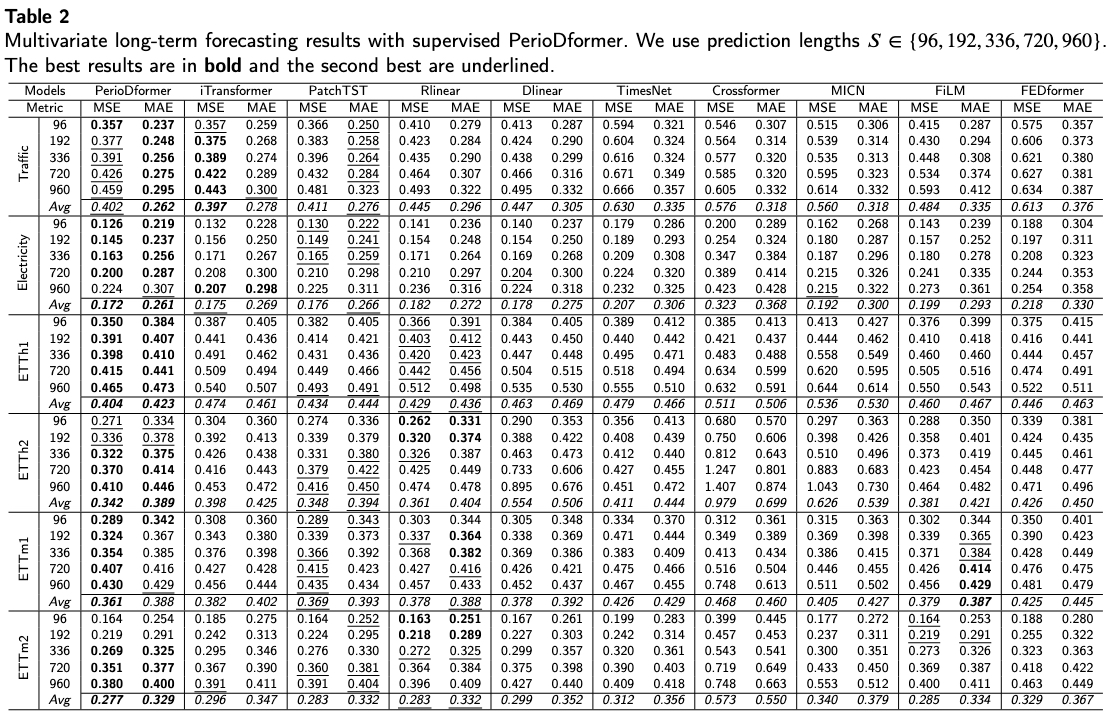 Table 2
Multivariate long-term forecasting results with supervised PerioDformer. We use prediction lengths S ∈ {96, 192, 336, 720, 960}.
The best results are in bold and the second best are underlined.
Models PerioDformer iTransformer PatchTST Rlinear Dlinear TimesNet Crossformer MICN FiLM FEDformer
Metric MSE MAE MSE MAE MSE MAE MSE MAE MSE MAE MSE MAE MSE MAE MSE MAE MSE MAE MSE MAE
Traffic
96 0.357 0.237 0.357 0.259 0.366 0.250 0.410 0.279 0.413 0.287 0.594 0.321 0.546 0.307 0.515 0.306 0.415 0.287 0.575 0.357
192 0.377 0.248 0.375 0.268 0.383 0.258 0.423 0.284 0.424 0.290 0.604 0.324 0.564 0.314 0.539 0.314 0.430 0.294 0.606 0.373
336 0.391 0.256 0.389 0.274 0.396 0.264 0.435 0.290 0.438 0.299 0.616 0.324 0.577 0.320 0.535 0.313 0.448 0.308 0.621 0.380
720 0.426 0.275 0.422 0.289 0.432 0.284 0.464 0.307 0.466 0.316 0.671 0.349 0.585 0.320 0.595 0.323 0.534 0.374 0.627 0.381
960 0.459 0.295 0.443 0.300 0.481 0.323 0.493 0.322 0.495 0.332 0.666 0.357 0.605 0.332 0.614 0.332 0.593 0.412 0.634 0.387
Avg 0.402 0.262 0.397 0.278 0.411 0.276 0.445 0.296 0.447 0.305 0.630 0.335 0.576 0.318 0.560 0.318 0.484 0.335 0.613 0.376
Electricity
96 0.126 0.219 0.132 0.228 0.130 0.222 0.141 0.236 0.140 0.237 0.179 0.286 0.200 0.289 0.162 0.268 0.143 0.239 0.188 0.304
192 0.145 0.237 0.156 0.250 0.149 0.241 0.154 0.248 0.154 0.250 0.189 0.293 0.254 0.324 0.180 0.287 0.157 0.252 0.197 0.311
336 0.163 0.256 0.171 0.267 0.165 0.259 0.171 0.264 0.169 0.268 0.209 0.308 0.347 0.384 0.187 0.296 0.180 0.278 0.208 0.323
720 0.200 0.287 0.208 0.300 0.210 0.298 0.210 0.297 0.204 0.300 0.224 0.320 0.389 0.414 0.215 0.326 0.241 0.335 0.244 0.353
960 0.224 0.307 0.207 0.298 0.225 0.311 0.236 0.316 0.224 0.318 0.232 0.325 0.423 0.428 0.215 0.322 0.273 0.361 0.254 0.358
Avg 0.172 0.261 0.175 0.269 0.176 0.266 0.182 0.272 0.178 0.275 0.207 0.306 0.323 0.368 0.192 0.300 0.199 0.293 0.218 0.330
ETTh1
96 0.350 0.384 0.387 0.405 0.382 0.405 0.366 0.391 0.384 0.405 0.389 0.412 0.385 0.413 0.413 0.427 0.376 0.399 0.375 0.415
192 0.391 0.407 0.441 0.436 0.414 0.421 0.403 0.412 0.443 0.450 0.440 0.442 0.421 0.437 0.444 0.462 0.410 0.418 0.416 0.441
336 0.398 0.410 0.491 0.462 0.431 0.436 0.420 0.423 0.447 0.448 0.495 0.471 0.483 0.488 0.558 0.549 0.460 0.460 0.444 0.457
720 0.415 0.441 0.509 0.494 0.449 0.466 0.442 0.456 0.504 0.515 0.518 0.494 0.634 0.599 0.620 0.595 0.505 0.516 0.474 0.491
960 0.465 0.473 0.540 0.507 0.493 0.491 0.512 0.498 0.535 0.530 0.555 0.510 0.632 0.591 0.644 0.614 0.550 0.543 0.522 0.511
Avg 0.404 0.423 0.474 0.461 0.434 0.444 0.429 0.436 0.463 0.469 0.479 0.466 0.511 0.506 0.536 0.530 0.460 0.467 0.446 0.463
ETTh2
96 0.271 0.334 0.304 0.360 0.274 0.336 0.262 0.331 0.290 0.353 0.356 0.413 0.680 0.570 0.297 0.363 0.288 0.350 0.339 0.381
192 0.336 0.378 0.392 0.413 0.339 0.379 0.320 0.374 0.388 0.422 0.408 0.439 0.750 0.606 0.398 0.426 0.358 0.401 0.424 0.435
336 0.322 0.375 0.426 0.438 0.331 0.380 0.326 0.387 0.463 0.473 0.412 0.440 0.812 0.643 0.510 0.496 0.373 0.419 0.445 0.461
720 0.370 0.414 0.416 0.443 0.379 0.422 0.425 0.449 0.733 0.606 0.427 0.455 1.247 0.801 0.883 0.683 0.423 0.454 0.448 0.477
960 0.410 0.446 0.453 0.472 0.416 0.450 0.474 0.478 0.895 0.676 0.451 0.472 1.407 0.874 1.043 0.730 0.464 0.482 0.471 0.496
Avg 0.342 0.389 0.398 0.425 0.348 0.394 0.361 0.404 0.554 0.506 0.411 0.444 0.979 0.699 0.626 0.539 0.381 0.421 0.426 0.450
ETTm1
96 0.289 0.342 0.308 0.360 0.289 0.343 0.303 0.344 0.305 0.348 0.334 0.370 0.312 0.361 0.315 0.363 0.302 0.344 0.350 0.401
192 0.324 0.367 0.343 0.380 0.339 0.373 0.337 0.364 0.338 0.369 0.471 0.444 0.349 0.389 0.369 0.398 0.339 0.365 0.390 0.423
336 0.354 0.385 0.376 0.398 0.366 0.392 0.368 0.382 0.369 0.386 0.383 0.409 0.413 0.434 0.386 0.415 0.371 0.384 0.428 0.449
720 0.407 0.416 0.427 0.428 0.415 0.423 0.427 0.416 0.426 0.421 0.475 0.466 0.516 0.504 0.446 0.455 0.426 0.414 0.476 0.475
960 0.430 0.429 0.456 0.444 0.435 0.434 0.457 0.433 0.452 0.437 0.467 0.455 0.748 0.613 0.511 0.502 0.456 0.429 0.481 0.479
Avg 0.361 0.388 0.382 0.402 0.369 0.393 0.378 0.388 0.378 0.392 0.426 0.429 0.468 0.460 0.405 0.427 0.379 0.387 0.425 0.445
ETTm2
96 0.164 0.254 0.185 0.275 0.164 0.252 0.163 0.251 0.167 0.261 0.199 0.283 0.399 0.445 0.177 0.272 0.164 0.253 0.188 0.280
192 0.219 0.291 0.242 0.313 0.224 0.295 0.218 0.289 0.227 0.303 0.242 0.314 0.457 0.453 0.237 0.311 0.219 0.291 0.255 0.322
336 0.269 0.325 0.295 0.346 0.276 0.330 0.272 0.325 0.299 0.357 0.320 0.361 0.543 0.541 0.300 0.351 0.273 0.326 0.323 0.363
720 0.351 0.377 0.367 0.390 0.360 0.381 0.364 0.384 0.375 0.398 0.390 0.403 0.719 0.649 0.433 0.450 0.369 0.387 0.418 0.422
960 0.380 0.400 0.391 0.411 0.391 0.404 0.396 0.409 0.427 0.440 0.409 0.418 0.748 0.663 0.553 0.512 0.400 0.411 0.463 0.449
Avg 0.277 0.329 0.296 0.347 0.283 0.332 0.283 0.332 0.299 0.352 0.312 0.356 0.573 0.550 0.340 0.379 0.285 0.334 0.329 0.367